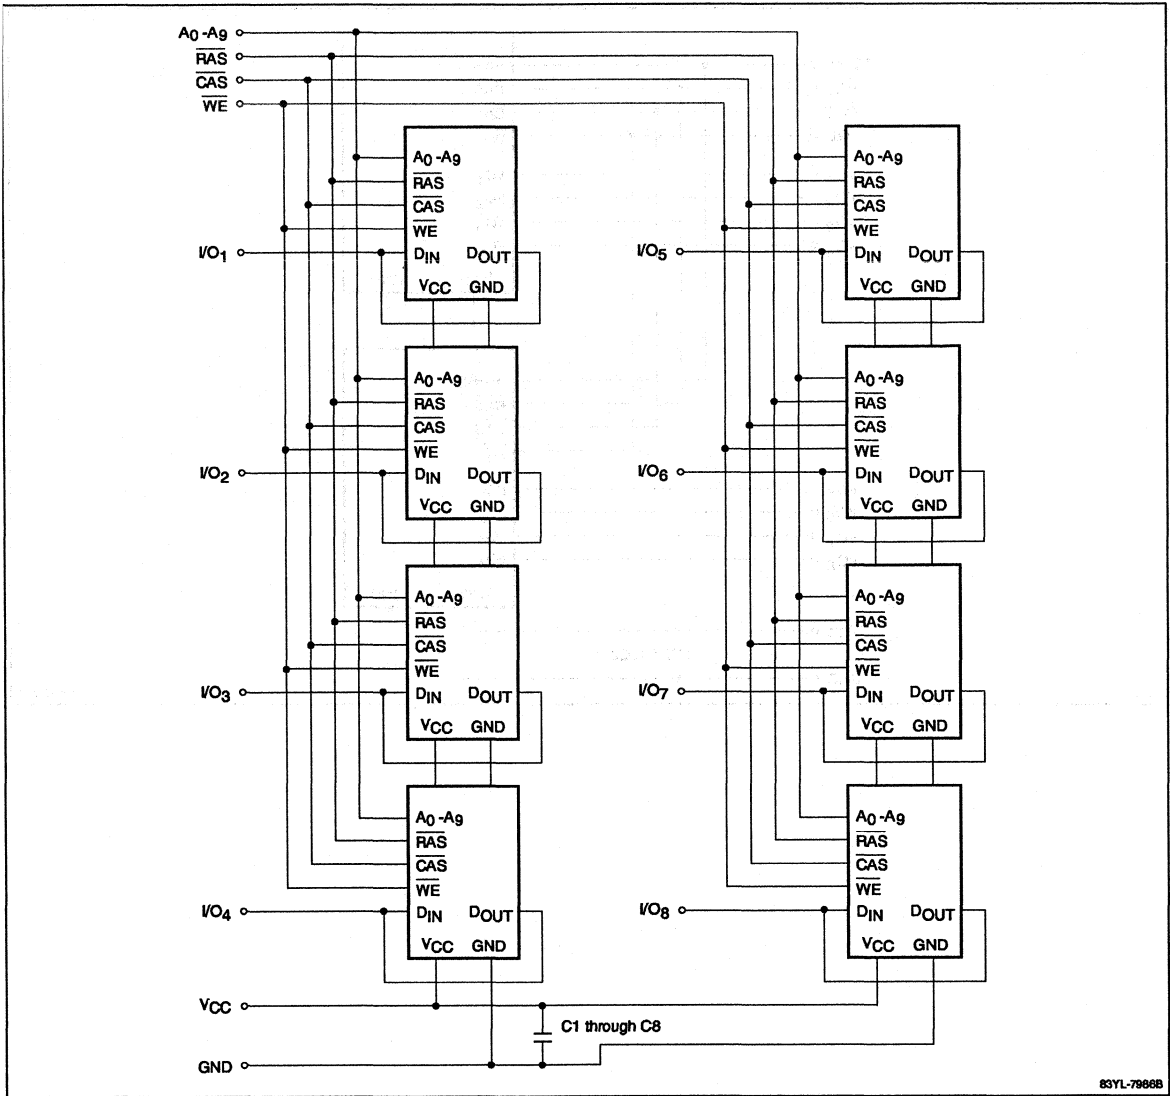 A0-A9
RAS
CAS
WE
A0-A9
RAS
CAS
WE
I/O1
DIN DOUT
VCC GND
A0-A9
RAS
CAS
WE
I/O5
DIN DOUT
VCC GND
A0-A9
RAS
CAS
WE
I/O2
DIN DOUT
VCC GND
A0-A9
RAS
CAS
WE
I/O6
DIN DOUT
VCC GND
A0-A9
RAS
CAS
WE
I/O3
DIN DOUT
VCC GND
A0-A9
RAS
CAS
WE
I/O7
DIN DOUT
VCC GND
A0-A9
RAS
CAS
WE
I/O4
DIN DOUT
VCC GND
A0-A9
RAS
CAS
WE
I/O8
DIN DOUT
VCC GND
VCC
C1 through C8
GND
83YL-7986B